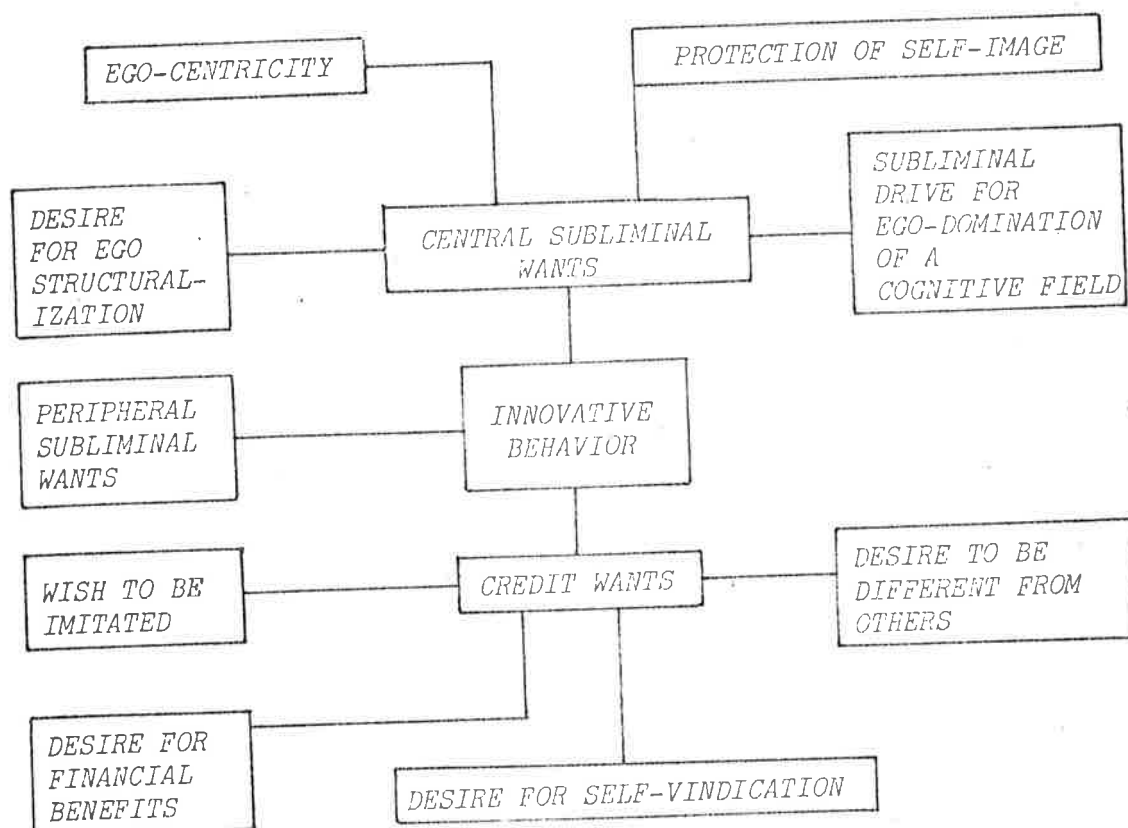 EGO-CENTRICITY
PROTECTION OF SELF-IMAGE
DESIRE
FOR EGO
STRUCTURAL-
IZATION
CENTRAL SUBLIMINAL
WANTS
SUBLIMINAL
DRIVE FOR
EGO-DOMINATION
OF A
COGNITIVE FIELD
PERIPHERAL
SUBLIMINAL
WANTS
INNOVATIVE
BEHAVIOR
WISH TO BE
IMITATED
CREDIT WANTS
DESIRE TO BE
DIFFERENT FROM
OTHERS
DESIRE FOR
FINANCIAL
BENEFITS
DESIRE FOR SELF-VINDICATION